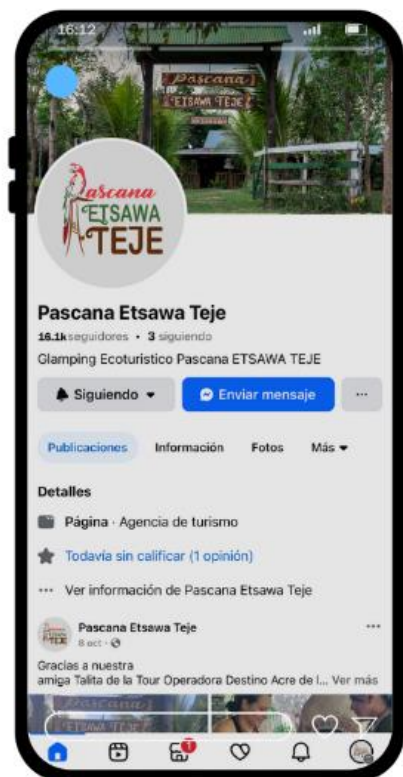 16:12
Pascana
ETSAWA TEJE
Pascana
ETSAWA
TEJE
Pascana Etsawa Teje
16.1k seguidores • 3 siguiendo
Glamping Ecoturistico Pascana ETSAWA TEJE
Siguiendo
Enviar mensaje
Publicaciones Información Fotos Más
Detalles
Página · Agencia de turismo
Todavía sin calificar (1 opinión)
Ver información de Pascana Etsawa Teje
Pascana Etsawa Teje
8 oct
Gracias a nuestra
amiga Talita de la Tour Operadora Destino Acre de l... Ver más
1